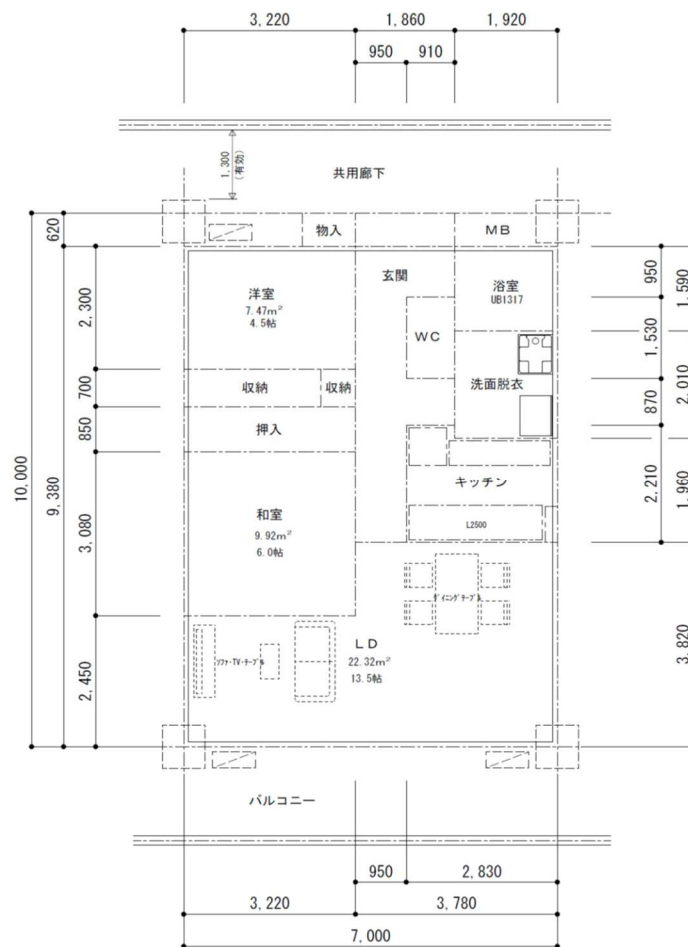 3,220
1,860
1,920
950
910
1,300
(有効)
共用廊下
620
物入
MB
玄関
950
1,590
浴室
UB1317
2,300
洋室
7.47m²
4.5帖
WC
1,530
700
収納
収納
洗面脱衣
2,010
870
850
押入
10,000
9,380
キッチン
2,210
1,960
3,080
和室
9.92m²
6.0帖
L2500
ダイニングテーブル
LD
22.32m²
13.5帖
ソファ・TV・テーブル
2,450
3,820
バルコニー
950
2,830
3,220
3,780
7,000